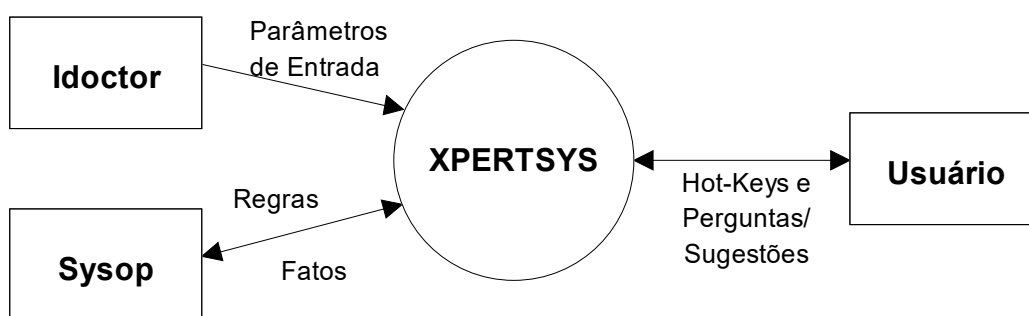 Parâmetros
de Entrada
Idoctor
XPERTSYS
Usuário
Hot-Keys e
Perguntas/
Sugestões
Regras
Sysop
Fatos